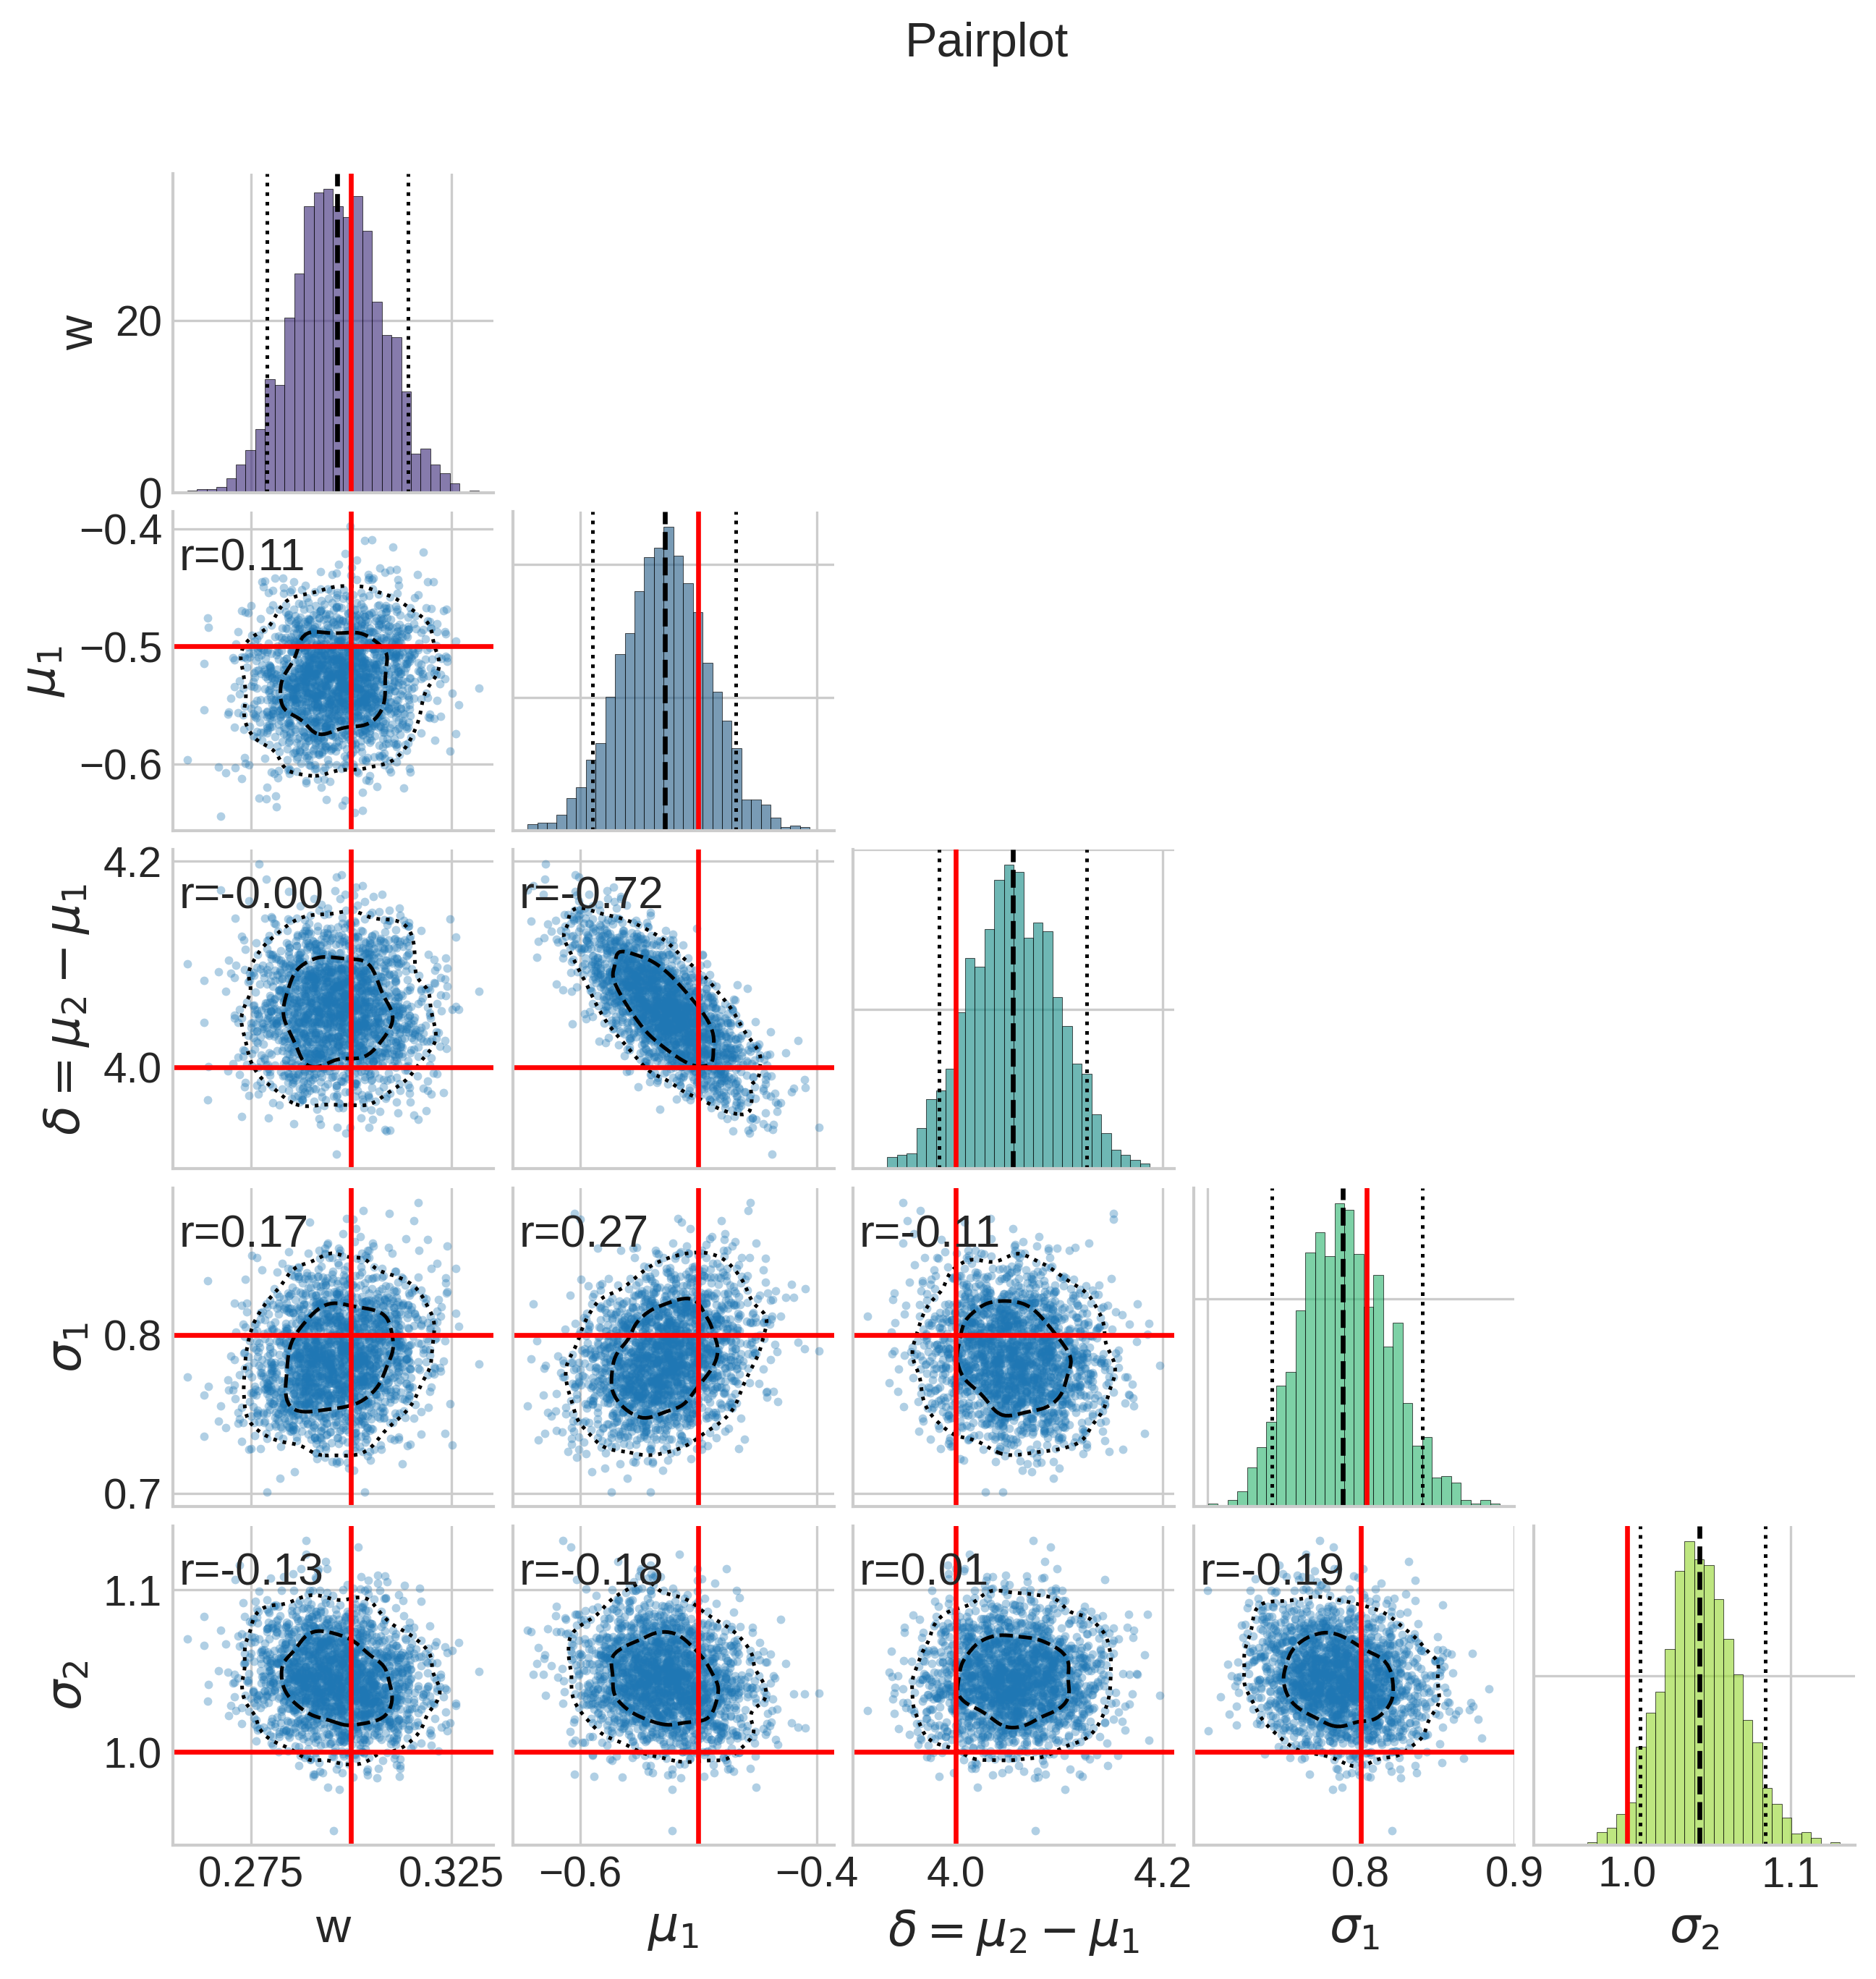 Pairplot
w
20
0
−0.4
r=0.11
μ₁
−0.5
−0.6
4.2
r=-0.00
r=-0.72
δ = μ₂ − μ₁
4.0
r=0.17
r=0.27
r=-0.11
σ₁
0.8
0.7
r=-0.13
r=-0.18
r=0.01
r=-0.19
1.1
σ₂
1.0
0.275 0.325 −0.6 −0.4 4.0 4.2 0.8 0.9 1.0 1.1
w μ₁ δ = μ₂ − μ₁ σ₁ σ₂